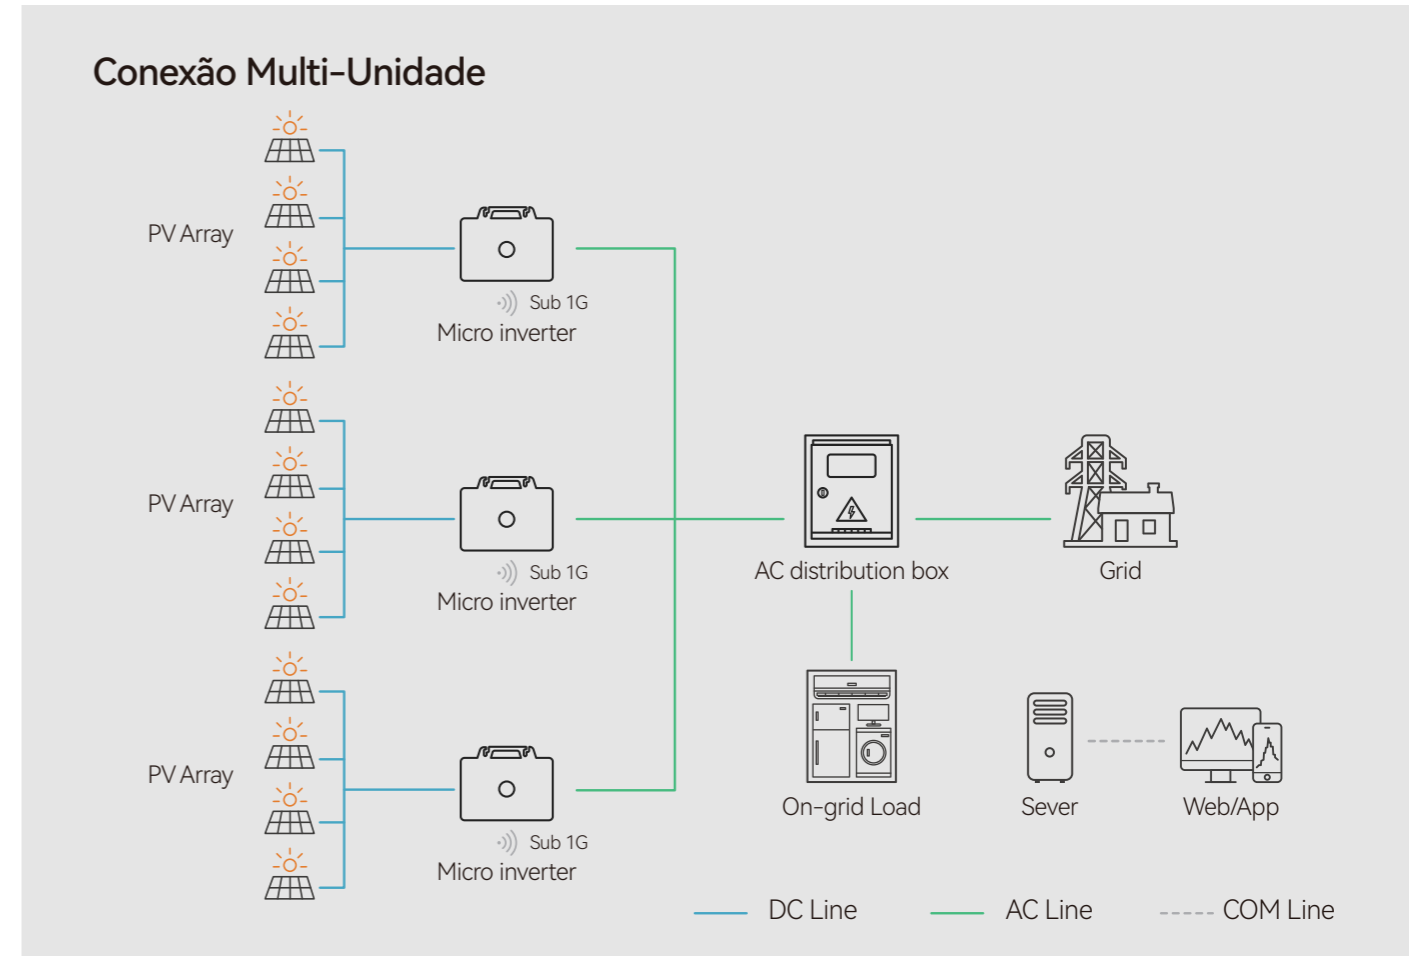 Conexão Multi-Unidade
PV Array
Sub 1G
Micro inverter
PV Array
Sub 1G
Micro inverter
AC distribution box
Grid
PV Array
Sub 1G
Micro inverter
On-grid Load
Sever
Web/App
DC Line
AC Line
COM Line